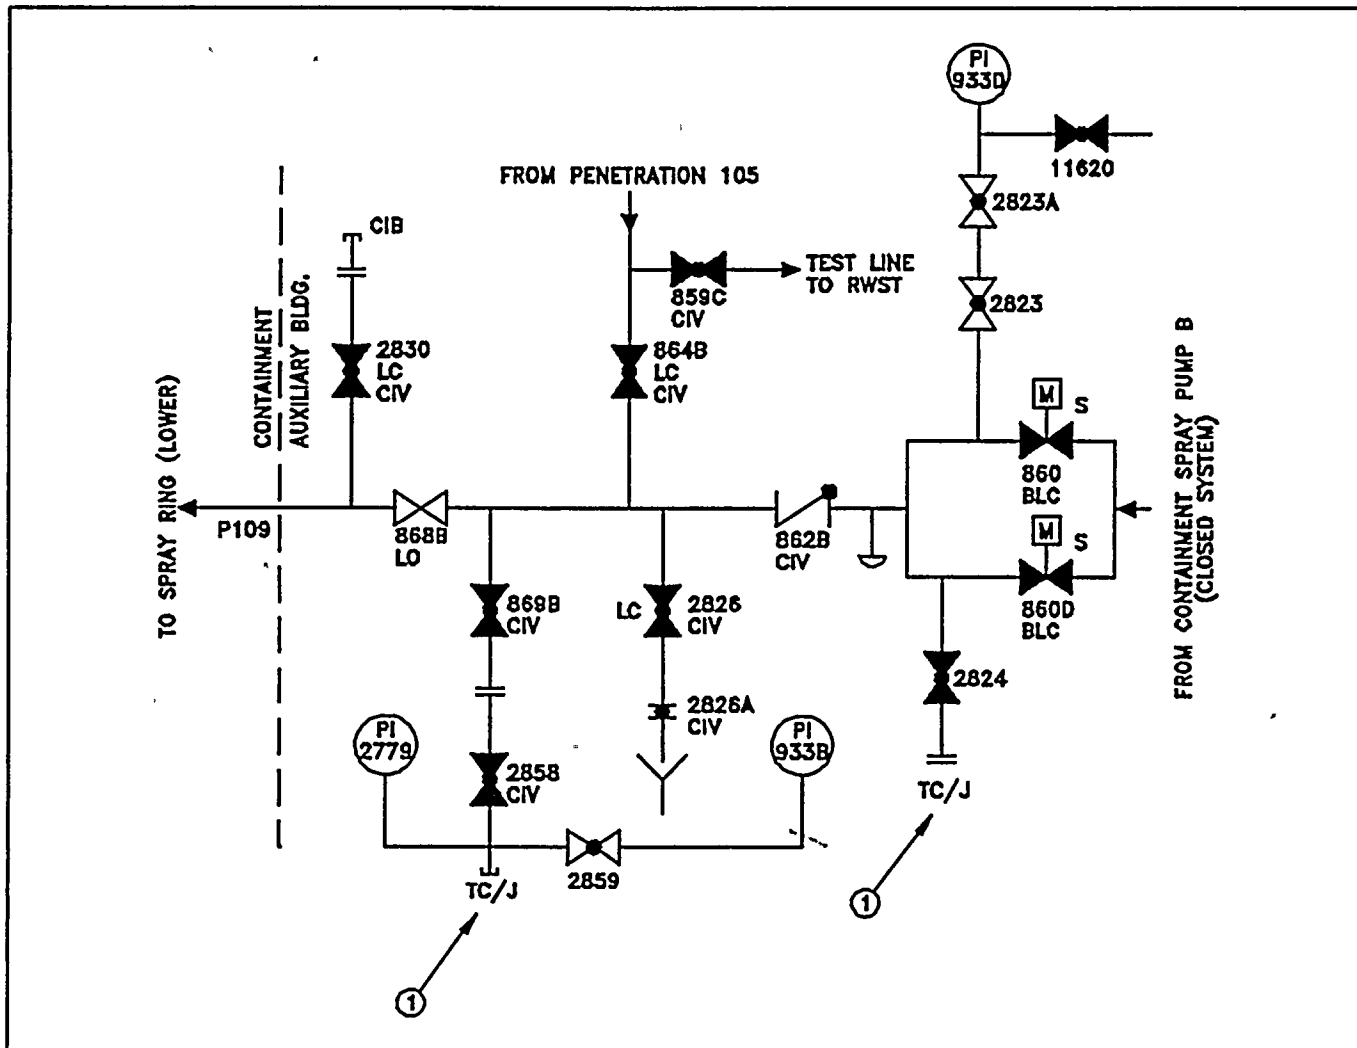 PI
933D
11620
FROM PENETRATION 105
2823A
CIB
TEST LINE
TO RWST
859C
CIV
2823
CONTAINMENT
AUXILIARY BLDG.
2830
LC
CIV
864B
LC
CIV
TO SPRAY RING (LOWER)
FROM CONTAINMENT SPRAY PUMP B
(CLOSED SYSTEM)
M
S
860
BLC
P109
868B
LO
862B
CIV
M
S
860D
BLC
869B
CIV
LC
2826
CIV
2824
2826A
CIV
PI
2779
PI
933B
2858
CIV
TC/J
2859
TC/J
1
1